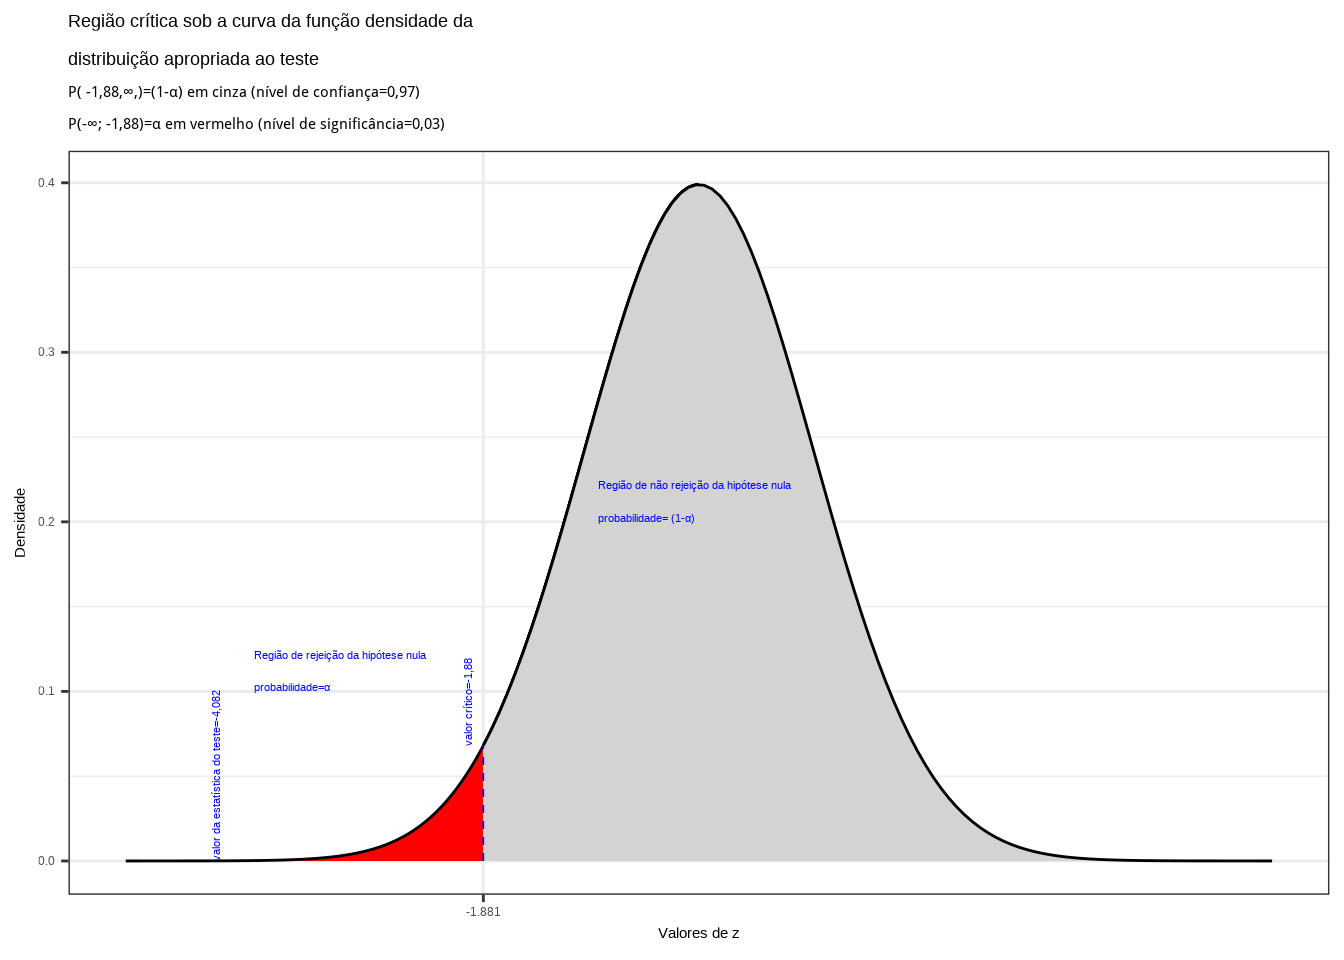 Região crítica sob a curva da função densidade da
distribuição apropriada ao teste
P( -1,88,∞,)=(1-α) em cinza (nível de confiança=0,97)
P(-∞; -1,88)=α em vermelho (nível de significância=0,03)
0.4
0.3
0.2
0.1
0.0
Densidade
Região de não rejeição da hipótese nula
probabilidade= (1-α)
Região de rejeição da hipótese nula
probabilidade=α
valor crítico=-1,88
valor da estatística do teste=-4,082
-1.881
Valores de z